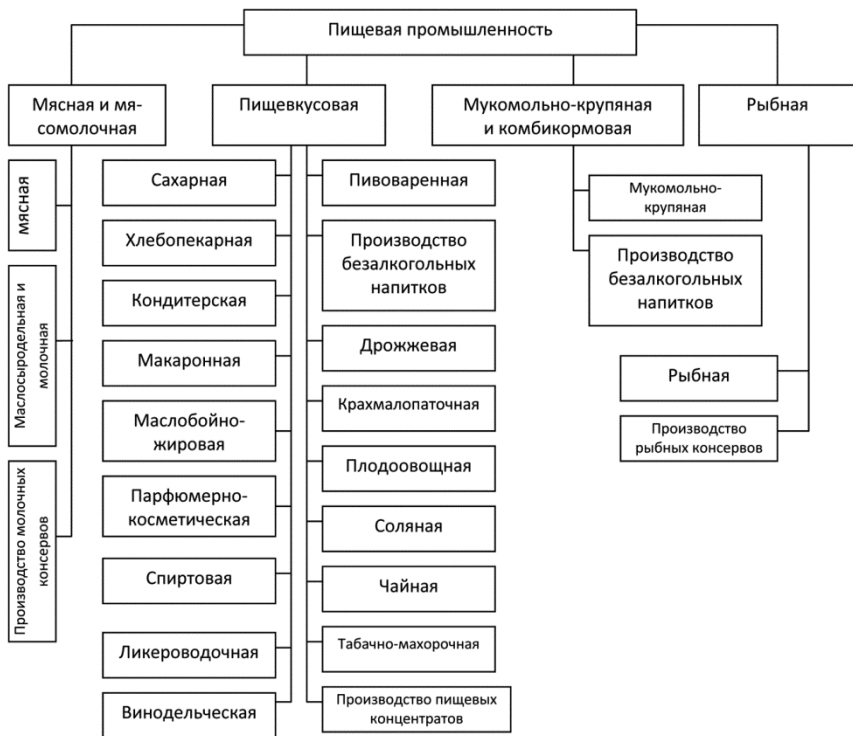 Пищевая промышленность
Мясная и мя-
сомолочная
Пищевкусовая
Мукомольно-крупяная
и комбикормовая
Рыбная
мясная
Маслосыродельная и
молочная
Производство молочных
консервов
Сахарная
Хлебопекарная
Кондитерская
Макаронная
Маслобойно-
жировая
Парфюмерно-
косметическая
Спиртовая
Ликероводочная
Винодельческая
Пивоваренная
Производство
безалкогольных
напитков
Дрожжевая
Крахмалопаточная
Плодоовощная
Соляная
Чайная
Табачно-махорочная
Производство пищевых
концентратов
Мукомольно-
крупяная
Производство
безалкогольных
напитков
Рыбная
Производство
рыбных консервов